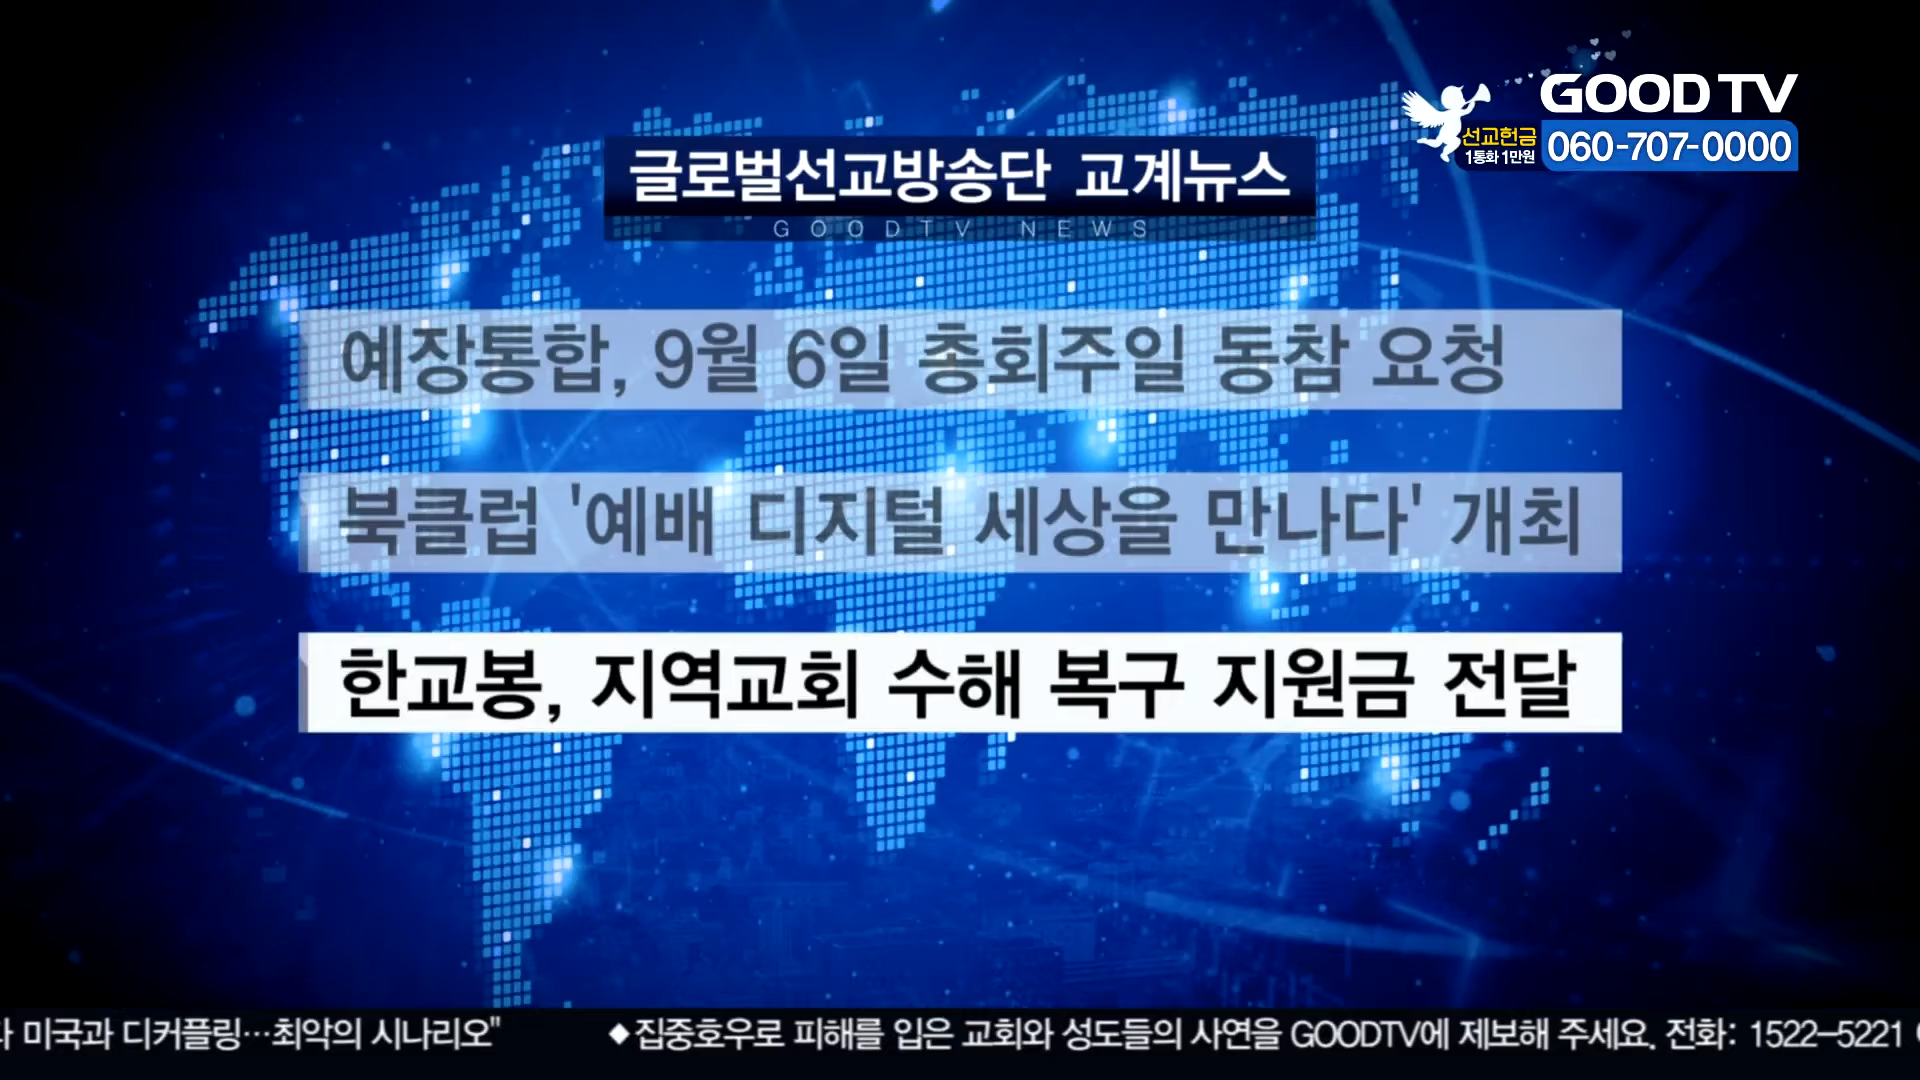 GOOD TV
선교헌금
1통화 1만원
060-707-0000
글로벌선교방송단 교계뉴스
GOODTV NEWS
예장통합, 9월 6일 총회주일 동참 요청
북클럽 '예배 디지털 세상을 만나다' 개최
한교봉, 지역교회 수해 복구 지원금 전달
미국과 디커플링…최악의 시나리오" ◆집중호우로 피해를 입은 교회와 성도들의 사연을 GOODTV에 제보해 주세요. 전화: 1522-5221